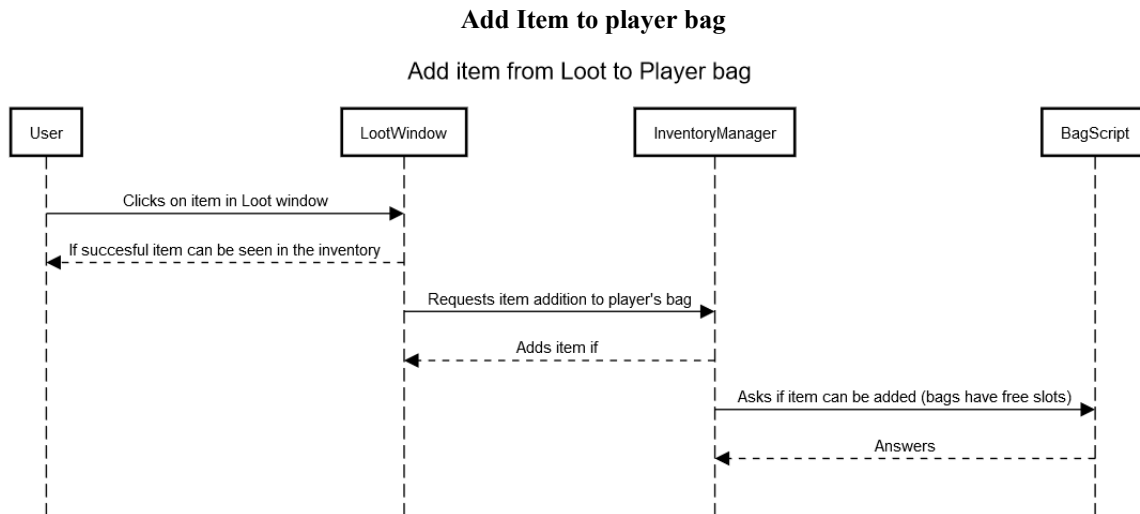 Add Item to player bag
Add item from Loot to Player bag
User
LootWindow
InventoryManager
BagScript
Clicks on item in Loot window
If succesful item can be seen in the inventory
Requests item addition to player's bag
Adds item if
Asks if item can be added (bags have free slots)
Answers